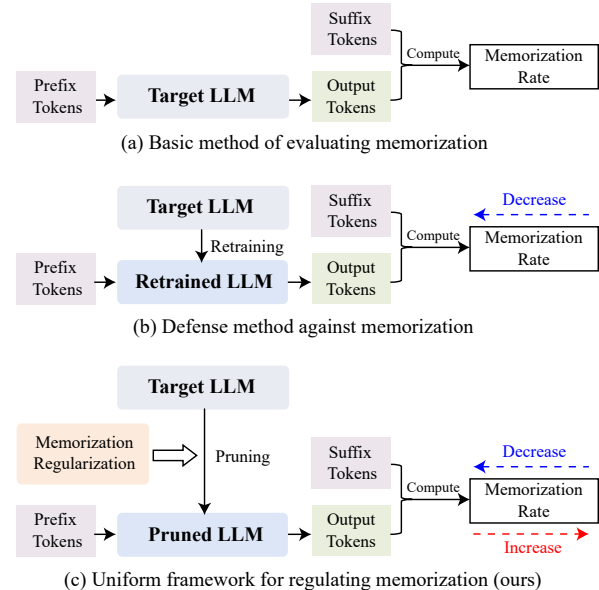 Suffix
Tokens
Compute
Memorization
Rate
Prefix
Tokens
Target LLM
Output
Tokens
(a) Basic method of evaluating memorization
Target LLM
Suffix
Tokens
Decrease
Retraining
Compute
Memorization
Rate
Prefix
Tokens
Retrained LLM
Output
Tokens
(b) Defense method against memorization
Target LLM
Memorization
Regularization
Pruning
Suffix
Tokens
Decrease
Compute
Memorization
Rate
Prefix
Tokens
Pruned LLM
Output
Tokens
Increase
(c) Uniform framework for regulating memorization (ours)